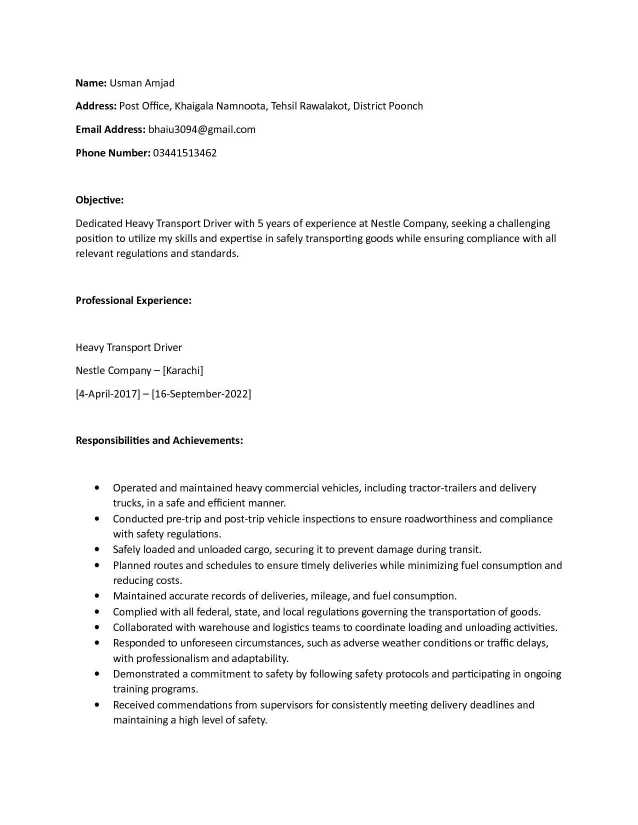 Name: Usman Amjad
Address: Post Office, Khaigala Namnoota, Tehsil Rawalakot, District Poonch
Email Address: bhaiu3094@gmail.com
Phone Number: 03441513462
Objective:
Dedicated Heavy Transport Driver with 5 years of experience at Nestle Company, seeking a challenging
position to utilize my skills and expertise in safely transporting goods while ensuring compliance with all
relevant regulations and standards.
Professional Experience:
Heavy Transport Driver
Nestle Company – [Karachi]
[4-April-2017] – [16-September-2022]
Responsibilities and Achievements:
• Operated and maintained heavy commercial vehicles, including tractor-trailers and delivery
trucks, in a safe and efficient manner.
• Conducted pre-trip and post-trip vehicle inspections to ensure roadworthiness and compliance
with safety regulations.
• Safely loaded and unloaded cargo, securing it to prevent damage during transit.
• Planned routes and schedules to ensure timely deliveries while minimizing fuel consumption and
reducing costs.
• Maintained accurate records of deliveries, mileage, and fuel consumption.
• Complied with all federal, state, and local regulations governing the transportation of goods.
• Collaborated with warehouse and logistics teams to coordinate loading and unloading activities.
• Responded to unforeseen circumstances, such as adverse weather conditions or traffic delays,
with professionalism and adaptability.
• Demonstrated a commitment to safety by following safety protocols and participating in ongoing
training programs.
• Received commendations from supervisors for consistently meeting delivery deadlines and
maintaining a high level of safety.